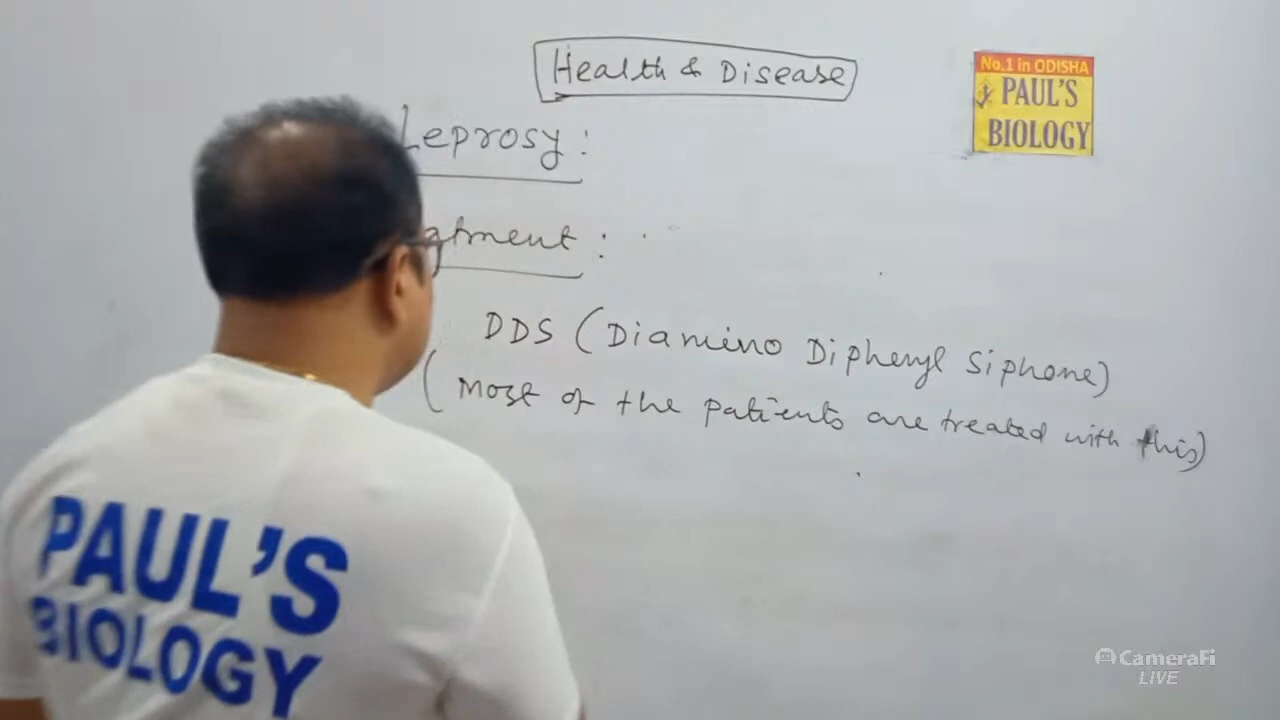 Health & Disease
No.1 in ODISHA
PAUL'S
BIOLOGY
Leprosy :
atment :
DDS (Diamino Diphenyl Siphone)
(Most of the patients are treated with this)
PAUL'S
BIOLOGY
CameraFi
LIVE